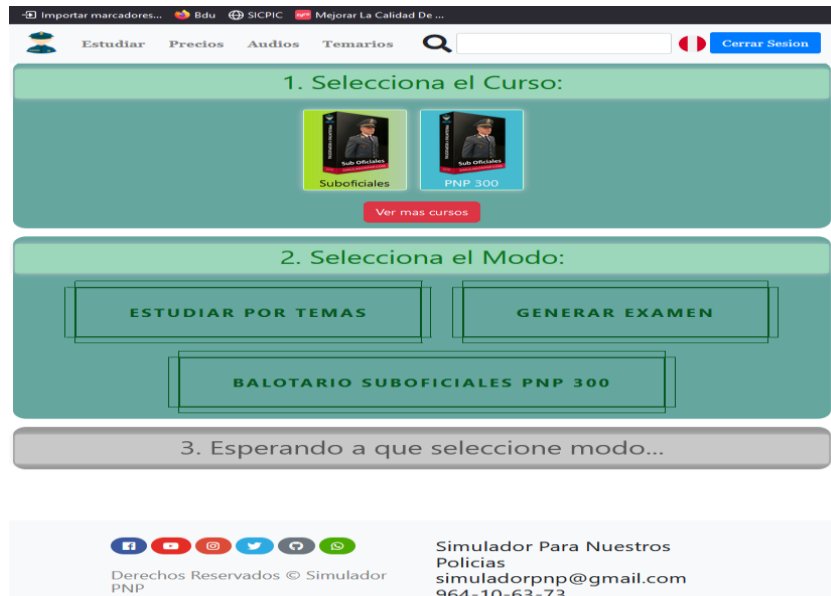 Importar marcadores... Bdu SICPIC Mejorar La Calidad De ...
Estudiar Precios Audios Temarios Cerrar Sesion
1. Selecciona el Curso:
Sub Oficiales Sub Oficiales
Suboficiales PNP 300
Ver mas cursos
2. Selecciona el Modo:
ESTUDIAR POR TEMAS GENERAR EXAMEN
BALOTARIO SUBOFICIALES PNP 300
3. Esperando a que seleccione modo...
Derechos Reservados © Simulador
PNP
Simulador Para Nuestros
Policias
simuladorpnp@gmail.com
964-10-63-73